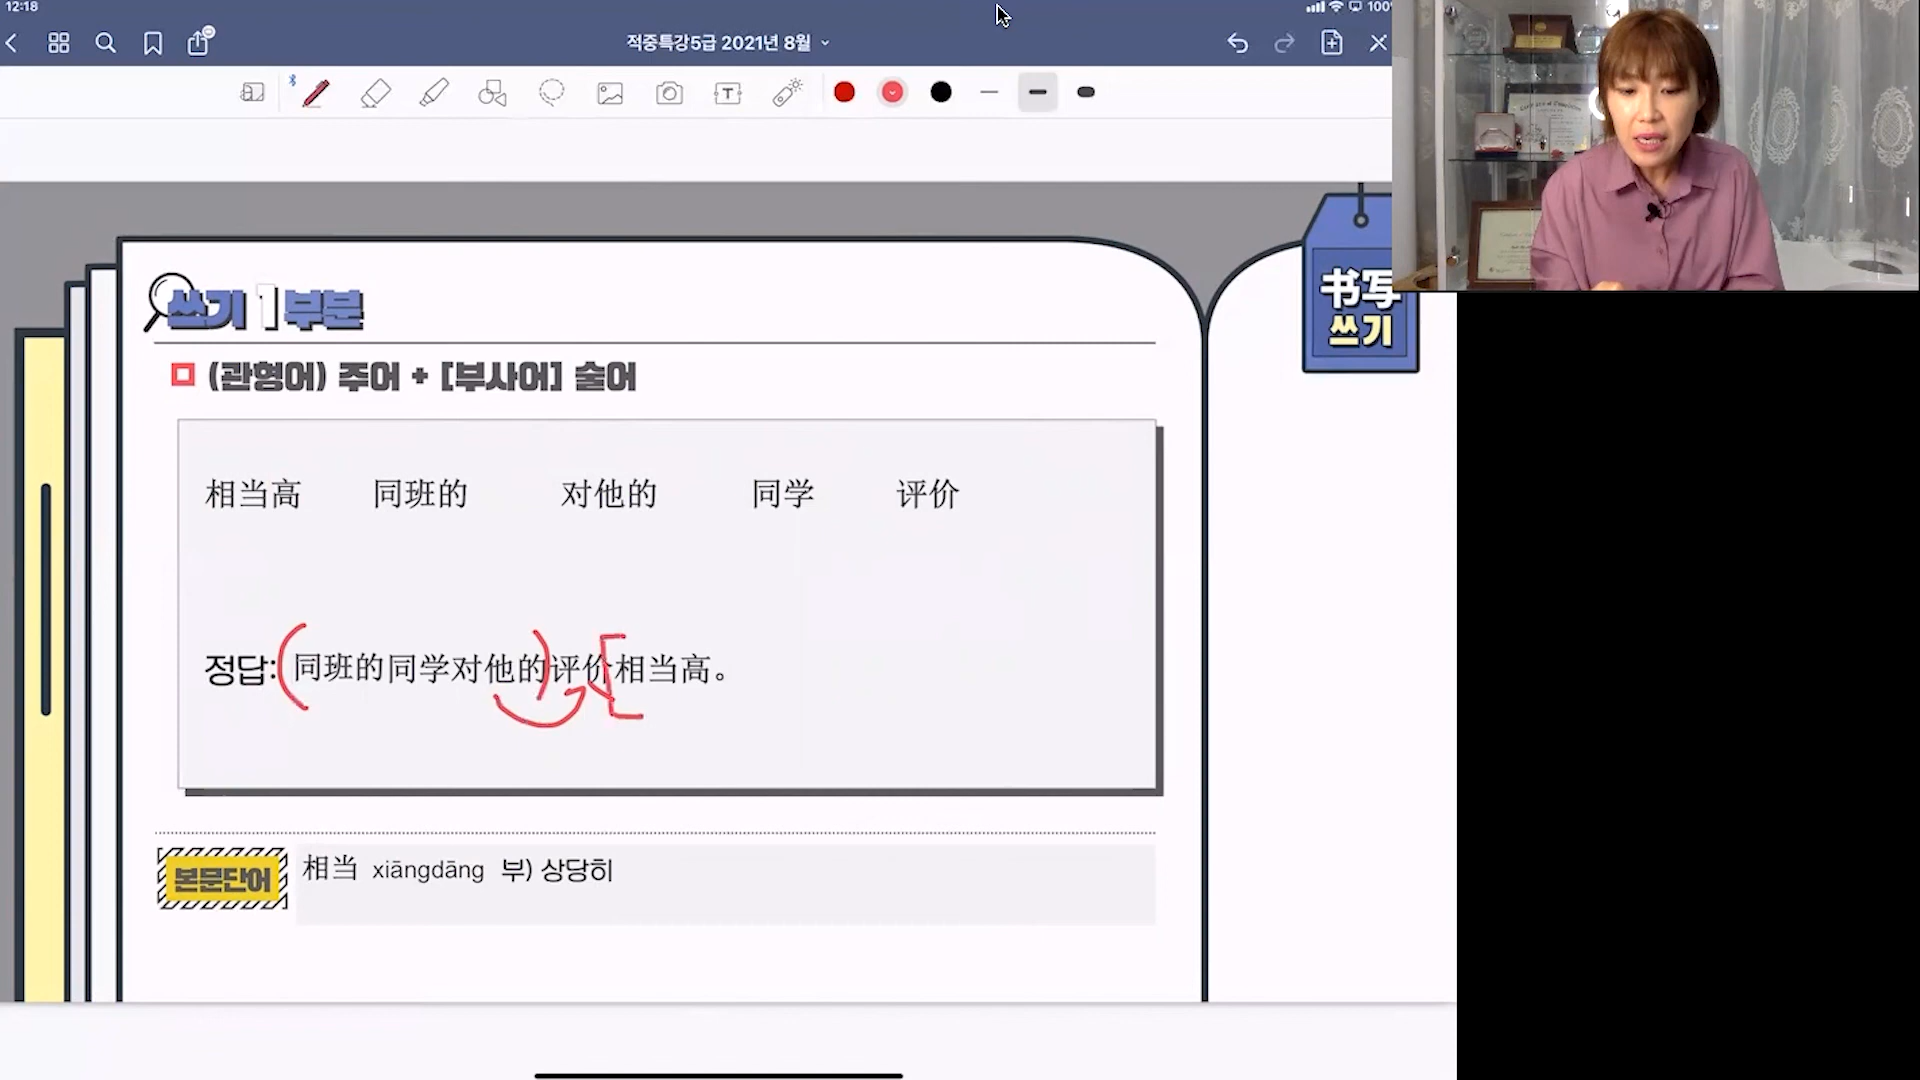 12:18
100
적중특강5급 2021년 8월
T
书写
쓰기
쓰기 1 부분
(관형어) 주어 + [부사어] 술어
相当高 同班的 对他的 同学 评价
정답: 同班的同学对他的评价相当高。
본문단어
相当 xiāngdāng 부) 상당히